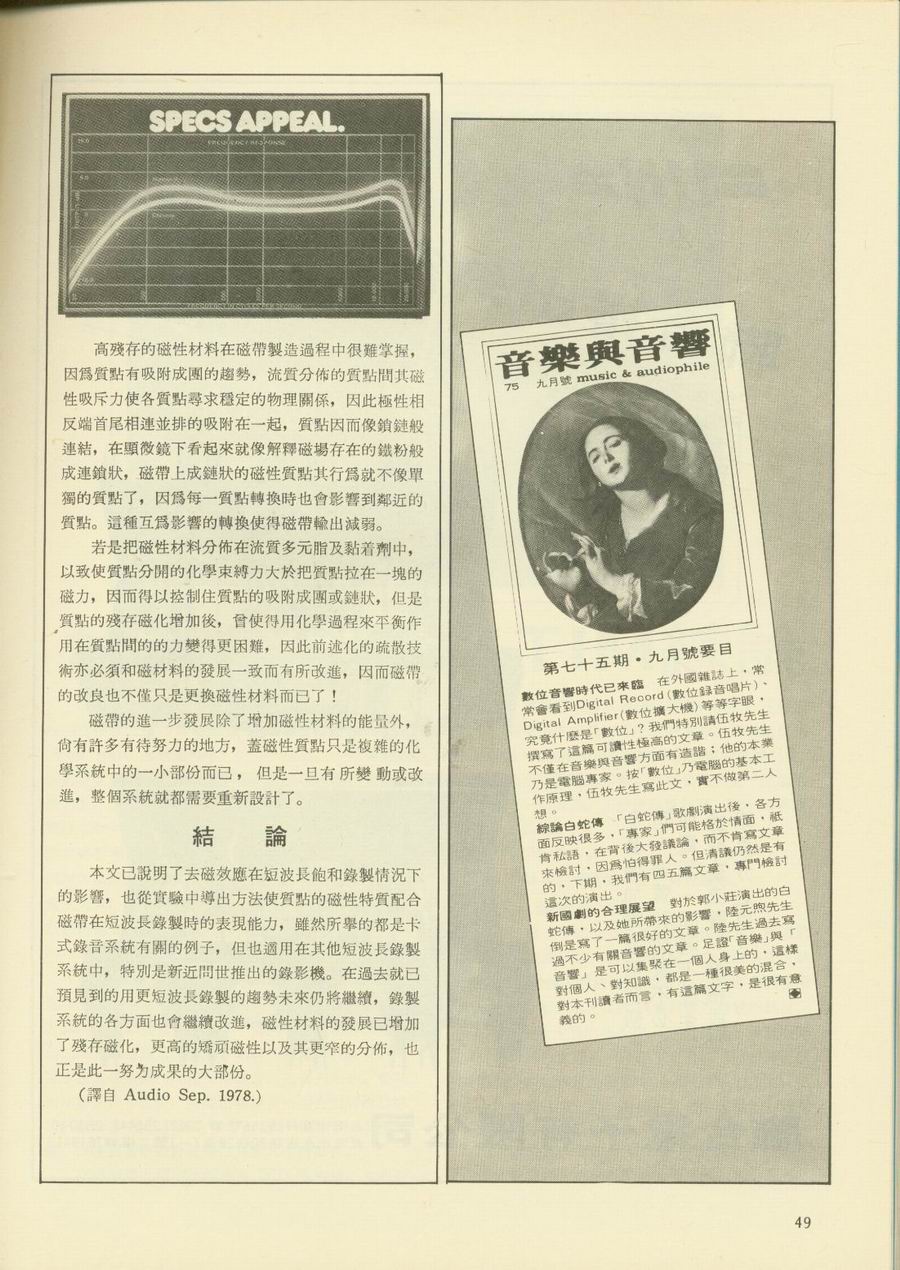 SPECS APPEAL.
FREQUENCY RESPONSE
FREQUENCY IN CYCLES PER SECOND
高殘存的磁性材料在磁帶製造過程中很難掌握，
因爲質點有吸附成團的趨勢，流質分佈的質點間其磁
性吸斥力使各質點尋求穩定的物理關係，因此極性相
反端首尾相連並排的吸附在一起，質點因而像鎖鏈般
連結，在顯微鏡下看起來就像解釋磁場存在的鐵粉般
成連鎖狀，磁帶上成鏈狀的磁性質點其行爲就不像單
獨的質點了，因爲每一質點轉換時也會影響到鄰近的
質點。這種互爲影響的轉換使得磁帶輸出減弱。
若是把磁性材料分佈在流質多元脂及黏着劑中，
以致使質點分開的化學束縛力大於把質點拉在一塊的
磁力，因而得以控制住質點的吸附成團或鏈狀，但是
質點的殘存磁化增加後，曾使得用化學過程來平衡作
用在質點間的的力變得更困難，因此前述化的疏散技
術亦必須和磁材料的發展一致而有所改進，因而磁帶
的改良也不僅只是更換磁性材料而已了！
磁帶的進一步發展除了增加磁性材料的能量外，
尙有許多有待努力的地方，蓋磁性質點只是複雜的化
學系統中的一小部份而已，但是一旦有所變動或改
進，整個系統就都需要重新設計了。
結　論
本文已說明了去磁效應在短波長飽和錄製情況下
的影響，也從實驗中導出方法使質點的磁性特質配合
磁帶在短波長錄製時的表現能力，雖然所舉的都是卡
式錄音系統有關的例子，但也適用在其他短波長錄製
系統中，特別是新近問世推出的錄影機。在過去就已
預見到的用更短波長錄製的趨勢未來仍將繼續，錄製
系統的各方面也會繼續改進，磁性材料的發展已增加
了殘存磁化，更高的矯頑磁性以及其更窄的分佈，也
正是此一努力成果的大部份。
（譯自 Audio Sep. 1978.）
音樂與音響
75 九月號 music & audiophile
第七十五期・九月號要目
數位音響時代已來臨　在外國雜誌上，常
常會看到Digital Record（數位録音唱片）、
Digital Amplifier（數位擴大機）等等字眼，
究竟什麼是「數位」？我們特別請伍牧先生
撰寫了這篇可讀性極高的文章。伍牧先生
不僅在音樂與音響方面有造詣；他的本業
乃是電腦專家。按「數位」乃電腦的基本工
作原理，伍牧先生寫此文，實不做第二人
想。
綜論白蛇傳　「白蛇傳」歌劇演出後，各方
面反映很多，「專家」們可能格於情面，祇
肯私語，在背後大發議論，而不肯寫文章
來檢討，因爲怕得罪人。但清議仍然是有
的，下期，我們有四五篇文章，專門檢討
這次的演出。
新國劇的合理展望　對於郭小莊演出的白
蛇傳，以及她所帶來的影響，陸元煦先生
倒是寫了一篇很好的文章。陸先生過去寫
過不少有關音響的文章。足證「音樂」與「
音響」是可以集緊在一個人身上的，這樣
對個人、對知識，都是一種很美的混合，
對本刊讀者而言，有這篇文字，是很有意
義的。
49